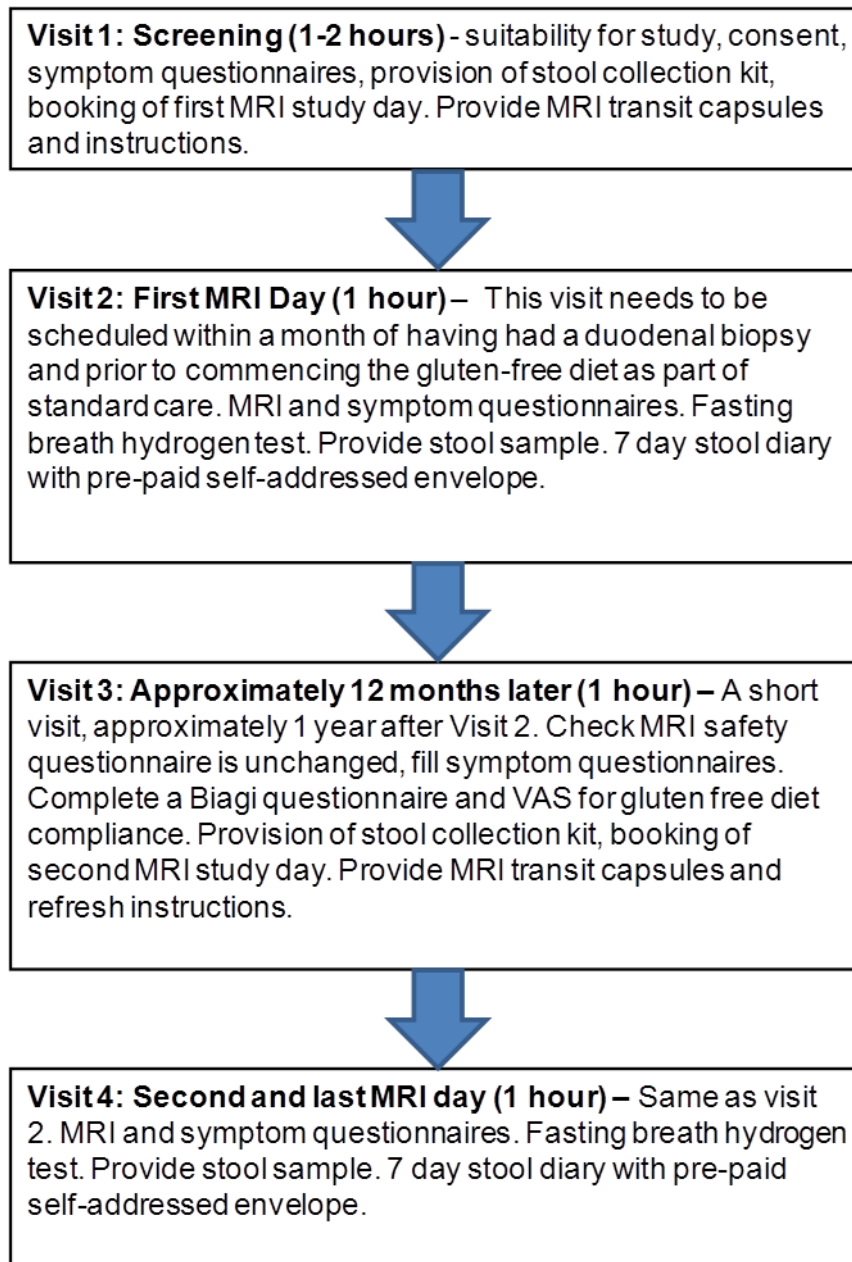 Visit 1: Screening (1-2 hours) - suitability for study, consent,
symptom questionnaires, provision of stool collection kit,
booking of first MRI study day. Provide MRI transit capsules
and instructions.
Visit 2: First MRI Day (1 hour) – This visit needs to be
scheduled within a month of having had a duodenal biopsy
and prior to commencing the gluten-free diet as part of
standard care. MRI and symptom questionnaires. Fasting
breath hydrogen test. Provide stool sample. 7 day stool diary
with pre-paid self-addressed envelope.
Visit 3: Approximately 12 months later (1 hour) – A short
visit, approximately 1 year after Visit 2. Check MRI safety
questionnaire is unchanged, fill symptom questionnaires.
Complete a Biagi questionnaire and VAS for gluten free diet
compliance. Provision of stool collection kit, booking of
second MRI study day. Provide MRI transit capsules and
refresh instructions.
Visit 4: Second and last MRI day (1 hour) – Same as visit
2. MRI and symptom questionnaires. Fasting breath hydrogen
test. Provide stool sample. 7 day stool diary with pre-paid
self-addressed envelope.